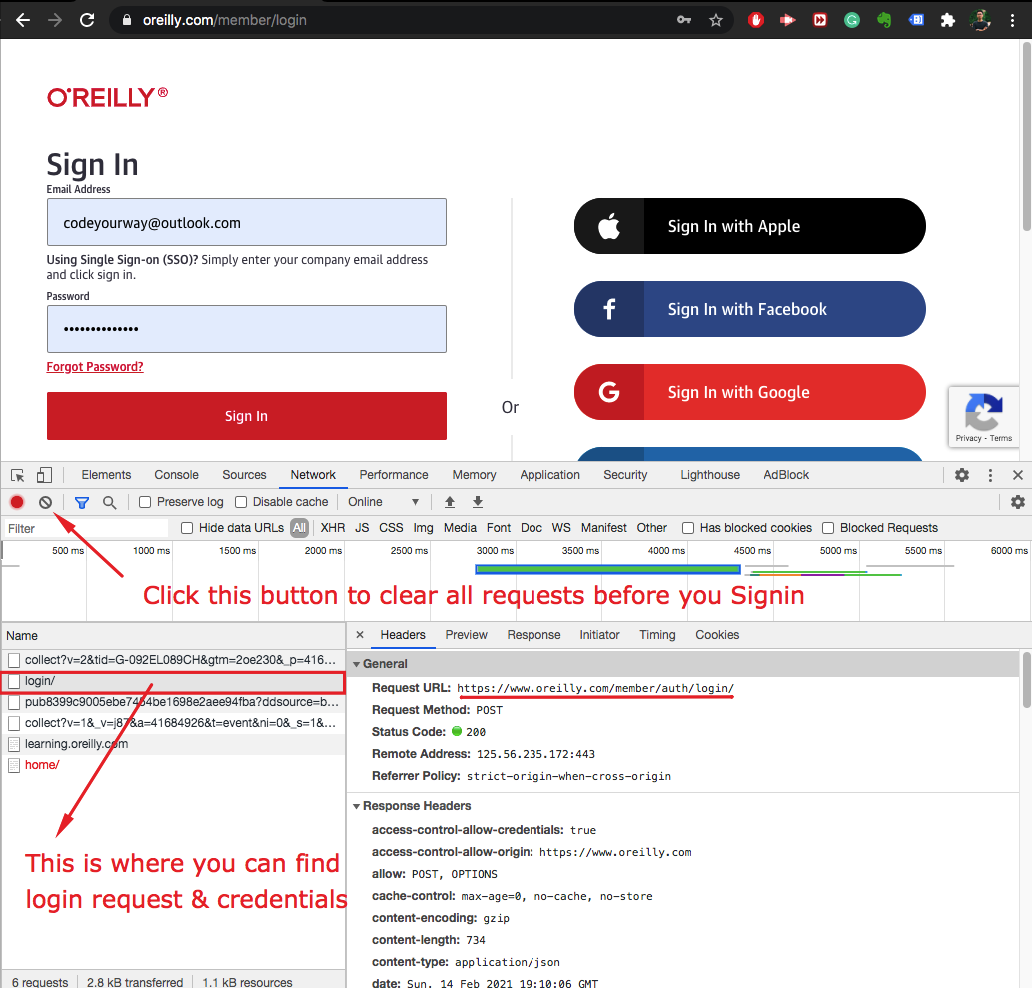 oreilly.com/member/login
O'REILLY®
Sign In
Email Address
codeyourway@outlook.com
Using Single Sign-on (SSO)? Simply enter your company email address
and click sign in.
Password
••••••••••••••
Forgot Password?
Sign In
Or
Sign In with Apple
Sign In with Facebook
Sign In with Google
Privacy - Terms
Elements Console Sources Network Performance Memory Application Security Lighthouse AdBlock
Preserve log Disable cache Online
Filter Hide data URLs All XHR JS CSS Img Media Font Doc WS Manifest Other Has blocked cookies Blocked Requests
500 ms 1000 ms 1500 ms 2000 ms 2500 ms 3000 ms 3500 ms 4000 ms 4500 ms 5000 ms 5500 ms 6000 ms
Click this button to clear all requests before you Signin
Name
collect?v=2&tid=G-092EL089CH&gtm=2oe230&_p=416...
login/
pub8399c9005ebe7454be1698e2aee94fba?ddsource=b...
collect?v=1&_v=j87&a=41684926&t=event&ni=0&_s=1&...
learning.oreilly.com
home/
This is where you can find
login request & credentials
6 requests 2.8 kB transferred 1.1 kB resources
Headers Preview Response Initiator Timing Cookies
General
Request URL: https://www.oreilly.com/member/auth/login/
Request Method: POST
Status Code: 200
Remote Address: 125.56.235.172:443
Referrer Policy: strict-origin-when-cross-origin
Response Headers
access-control-allow-credentials: true
access-control-allow-origin: https://www.oreilly.com
allow: POST, OPTIONS
cache-control: max-age=0, no-cache, no-store
content-encoding: gzip
content-length: 734
content-type: application/json
date: Sun, 14 Feb 2021 19:10:06 GMT